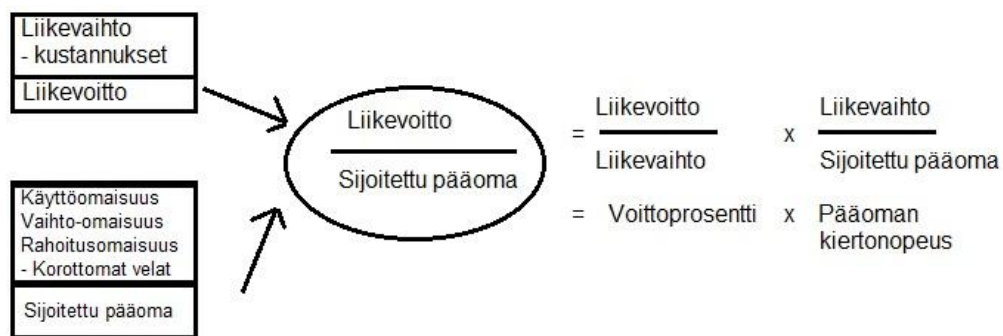 Liikevaihto
- kustannukset
Liikevoitto
Käyttöomaisuus
Vaihto-omaisuus
Rahoitusomaisuus
- Korottomat velat
Sijoitettu pääoma
Liikevoitto
Sijoitettu pääoma
= Liikevoitto x Liikevaihto
Liikevaihto Sijoitettu pääoma
= Voittoprosentti x Pääoman
kiertonopeus